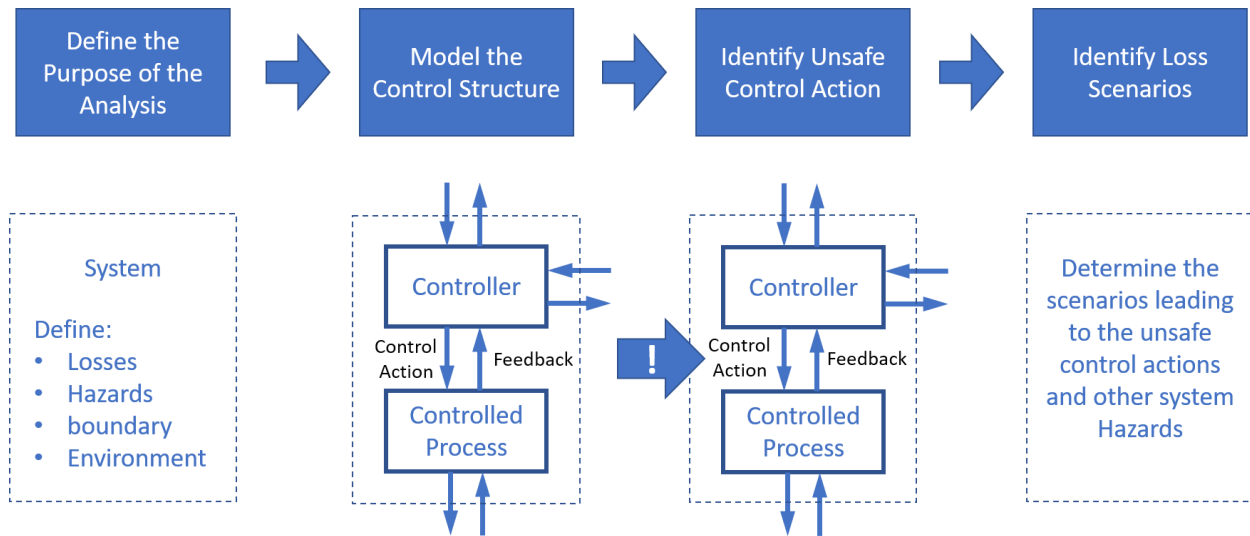 Define the
Purpose of the
Analysis
Model the
Control Structure
Identify Unsafe
Control Action
Identify Loss
Scenarios
System
Define:
• Losses
• Hazards
• boundary
• Environment
Controller
Control
Action
Feedback
Controlled
Process
!
Controller
Control
Action
Feedback
Controlled
Process
Determine the
scenarios leading
to the unsafe
control actions
and other system
Hazards